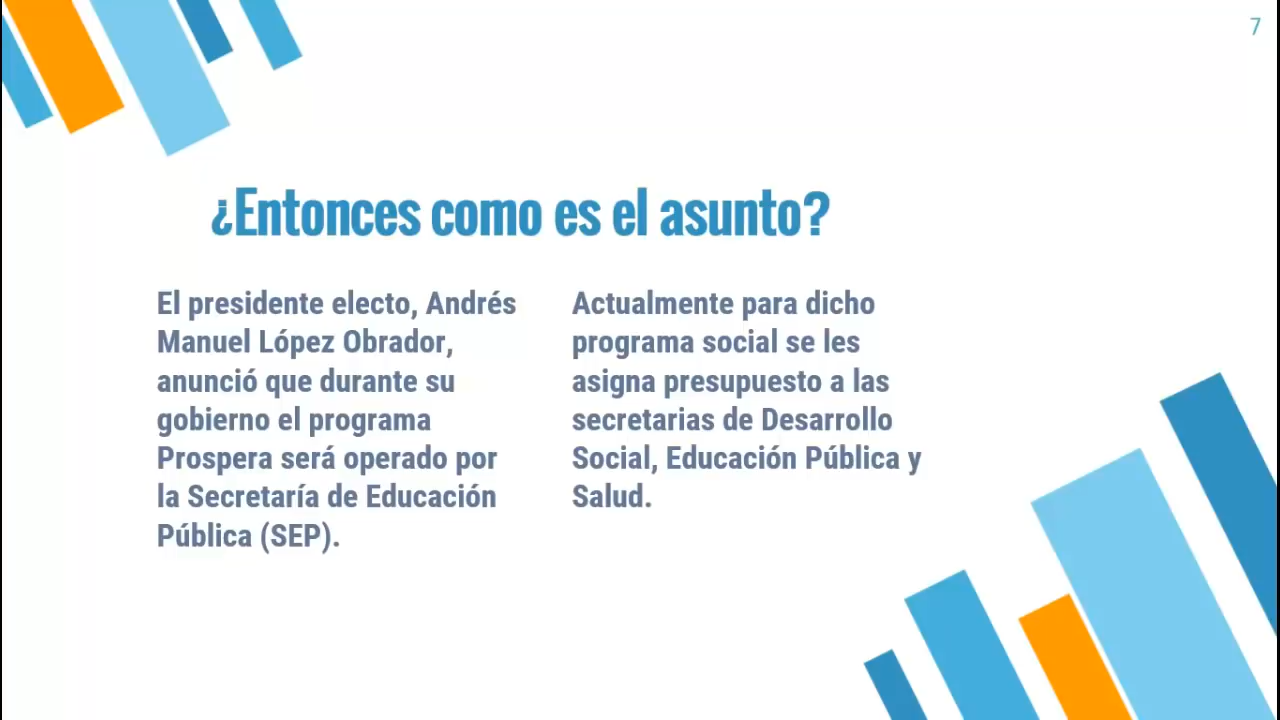 7
¿Entonces como es el asunto?
El presidente electo, Andrés
Manuel López Obrador,
anunció que durante su
gobierno el programa
Prospera será operado por
la Secretaría de Educación
Pública (SEP).
Actualmente para dicho
programa social se les
asigna presupuesto a las
secretarias de Desarrollo
Social, Educación Pública y
Salud.